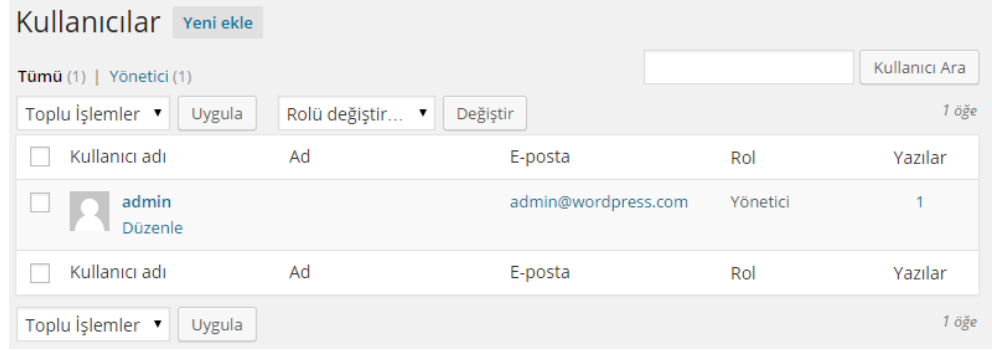 Kullanıcılar Yeni ekle
Tümü (1) | Yönetici (1) Kullanıcı Ara
Toplu İşlemler Uygula Rolü değiştir... Değiştir 1 öğe
Kullanıcı adı Ad E-posta Rol Yazılar
admin admin@wordpress.com Yönetici 1
Düzenle
Kullanıcı adı Ad E-posta Rol Yazılar
Toplu İşlemler Uygula 1 öğe